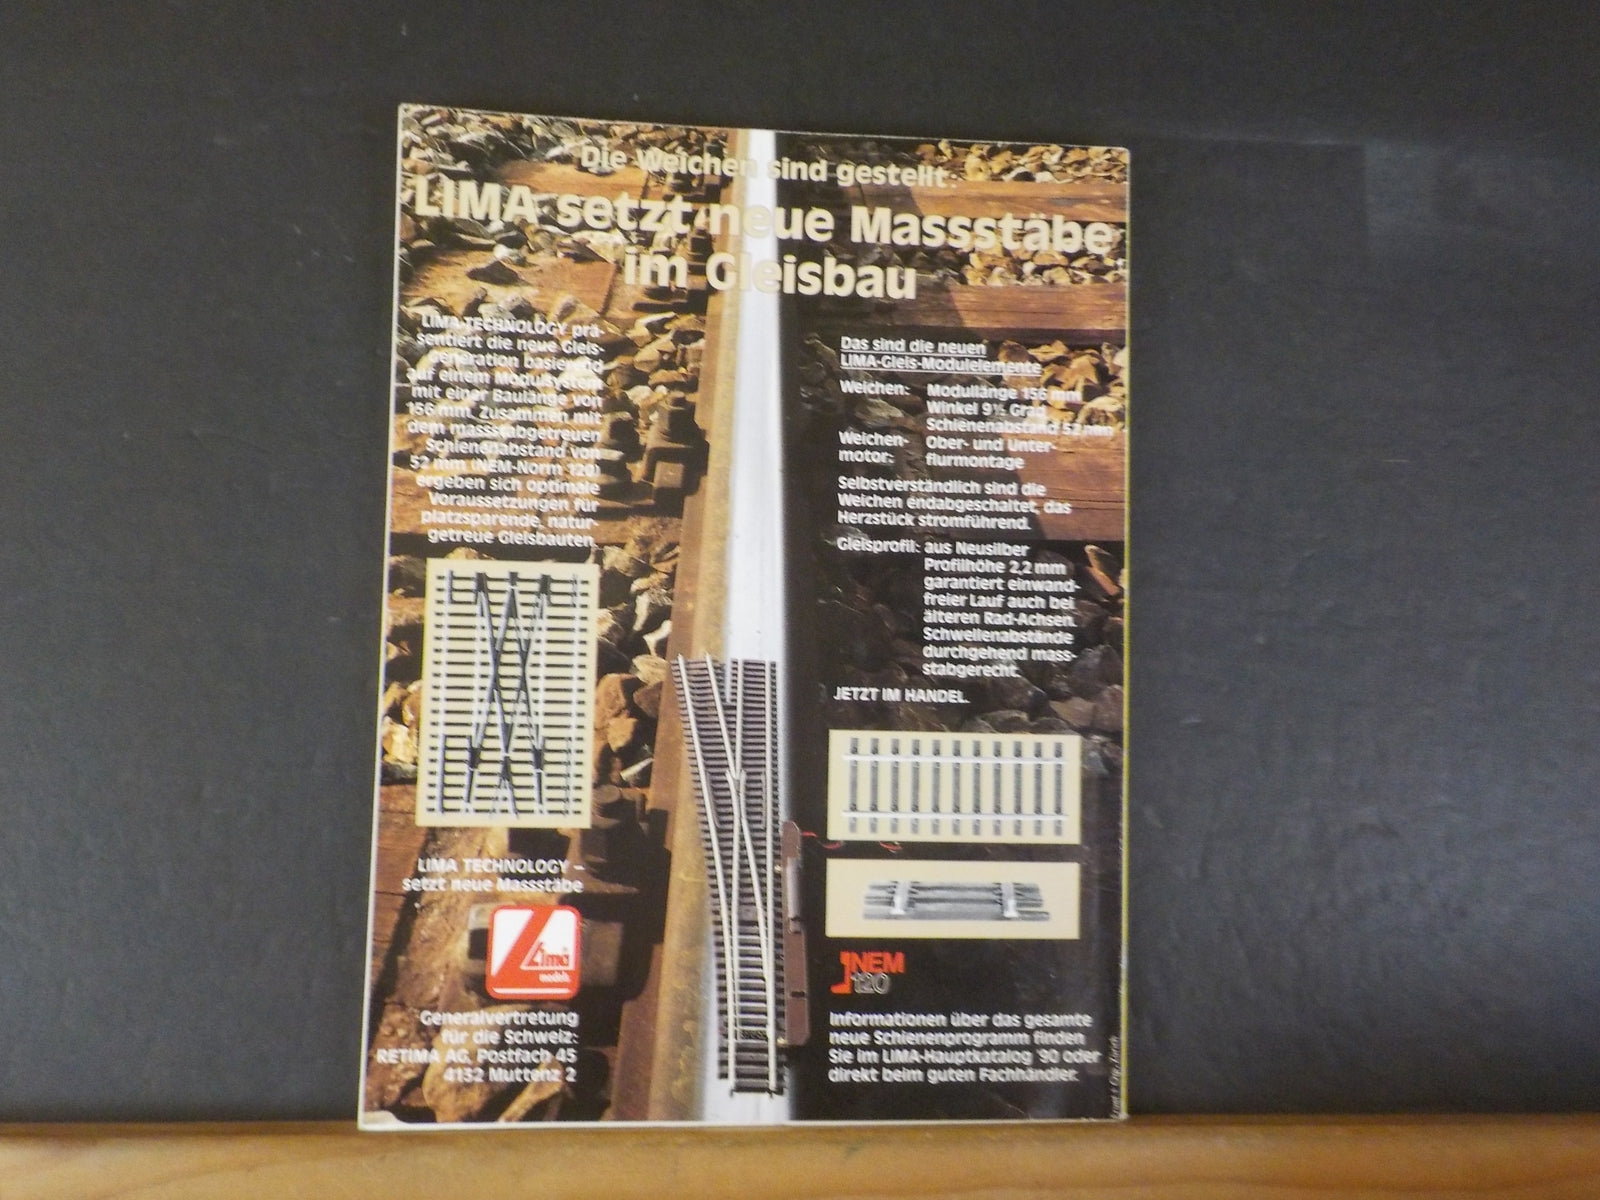 Die Weichen sind gestellt:
LIMA setzt neue Massstäbe
im Gleisbau
LIMA-TECHNOLOGY prä-
sentiert die neue Gleis-
generation basierend
auf einem Modulsystem
mit einer Baulänge von
156 mm. Zusammen mit
dem massstabgetreuen
Schienenabstand von
52 mm (NEM-Norm 120)
ergeben sich optimale
Voraussetzungen für
platzsparende, natur-
getreue Gleisbauten.
LIMA TECHNOLOGY –
setzt neue Massstäbe
Lima
models
Generalvertretung
für die Schweiz:
RETIMA AG, Postfach 45
4132 Muttenz 2
Das sind die neuen
LIMA-Gleis-Modulelemente
Weichen: Modullänge 156 mm
Winkel 9½ Grad
Schienenabstand 52 mm
Weichen- Ober- und Unter-
motor: flurmontage
Selbstverständlich sind die
Weichen endabgeschaltet, das
Herzstück stromführend.
Gleisprofil: aus Neusilber
Profilhöhe 2,2 mm
garantiert einwand-
freier Lauf auch bei
älteren Rad-Achsen.
Schwellenabstände
durchgehend mass-
stabgerecht.
JETZT IM HANDEL.
NEM
120
Informationen über das gesamte
neue Schienenprogramm finden
Sie im LIMA-Hauptkatalog '90 oder
direkt beim guten Fachhändler.